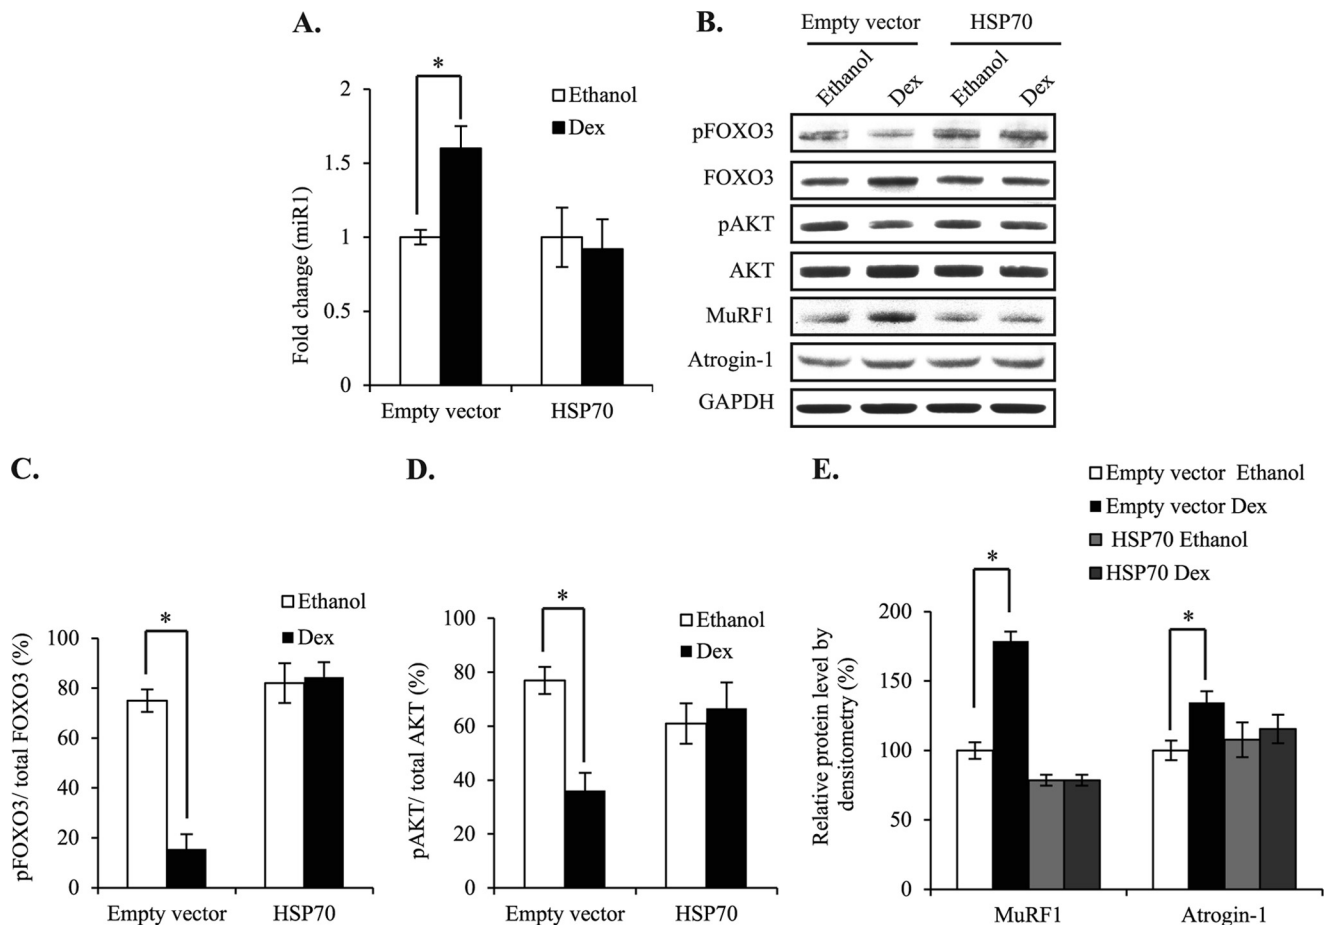 A.
*
2
1.5
1
0.5
0
Fold change (miR1)
Ethanol
Dex
Empty vector
HSP70
B.
Empty vector
HSP70
Ethanol
Dex
Ethanol
Dex
pFOXO3
FOXO3
pAKT
AKT
MuRF1
Atrogin-1
GAPDH
C.
Ethanol
Dex
*
100
80
60
40
20
0
pFOXO3/ total FOXO3 (%)
Empty vector
HSP70
D.
Ethanol
Dex
*
100
80
60
40
20
0
pAKT/ total AKT (%)
Empty vector
HSP70
E.
Empty vector Ethanol
Empty vector Dex
HSP70 Ethanol
HSP70 Dex
*
*
200
150
100
50
0
Relative protein level by
densitometry (%)
MuRF1
Atrogin-1